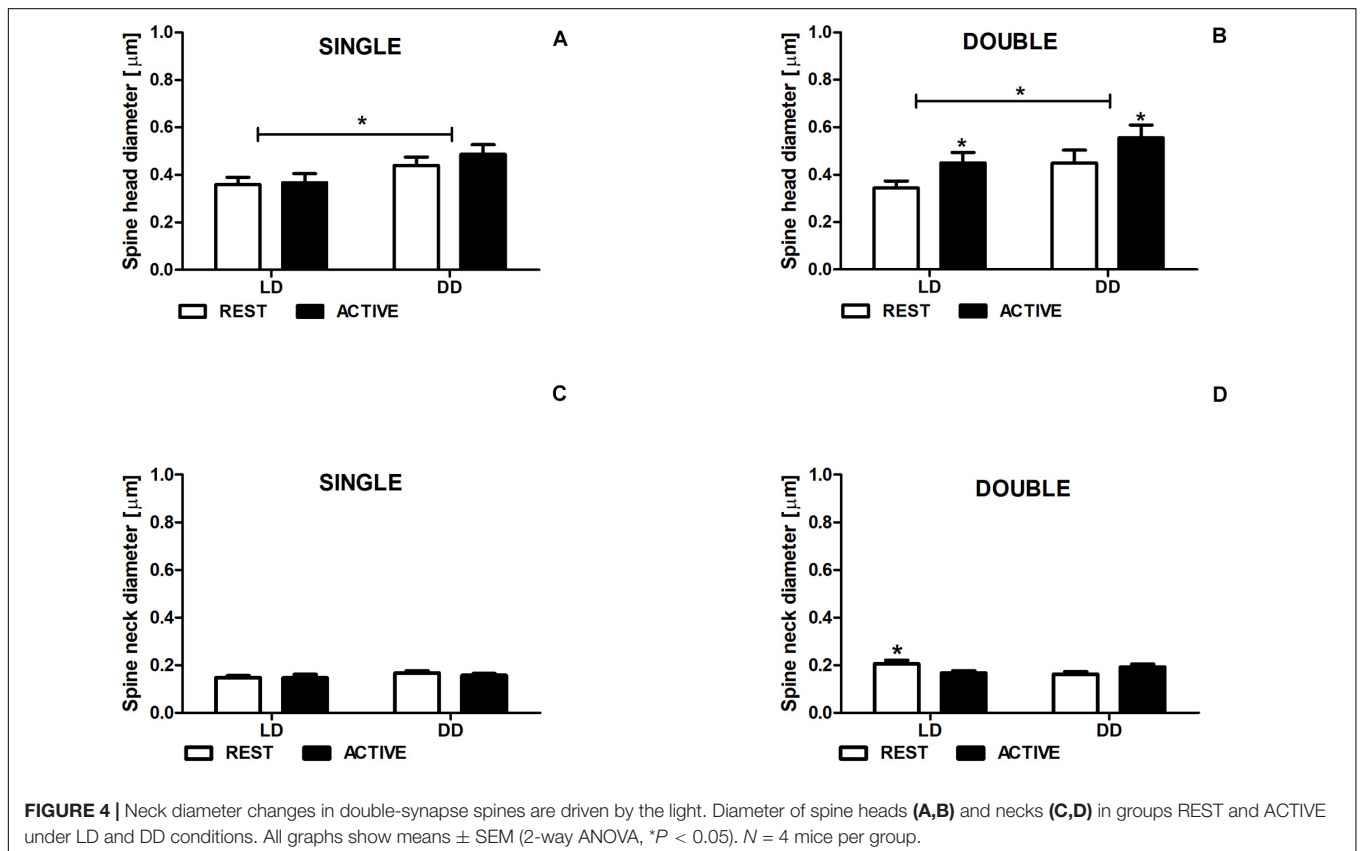 A
SINGLE
Spine head diameter [ μm]
1.0
0.8
0.6
0.4
0.2
0.0
*
LD
DD
REST ACTIVE
B
DOUBLE
Spine head diameter [ μm]
1.0
0.8
0.6
0.4
0.2
0.0
*
*
*
LD
DD
REST ACTIVE
C
SINGLE
Spine neck diameter [ μm]
1.0
0.8
0.6
0.4
0.2
0.0
LD
DD
REST ACTIVE
D
DOUBLE
Spine neck diameter [ μm]
1.0
0.8
0.6
0.4
0.2
0.0
*
LD
DD
REST ACTIVE
FIGURE 4 | Neck diameter changes in double-synapse spines are driven by the light. Diameter of spine heads (A,B) and necks (C,D) in groups REST and ACTIVE
under LD and DD conditions. All graphs show means ± SEM (2-way ANOVA, *P < 0.05). N = 4 mice per group.